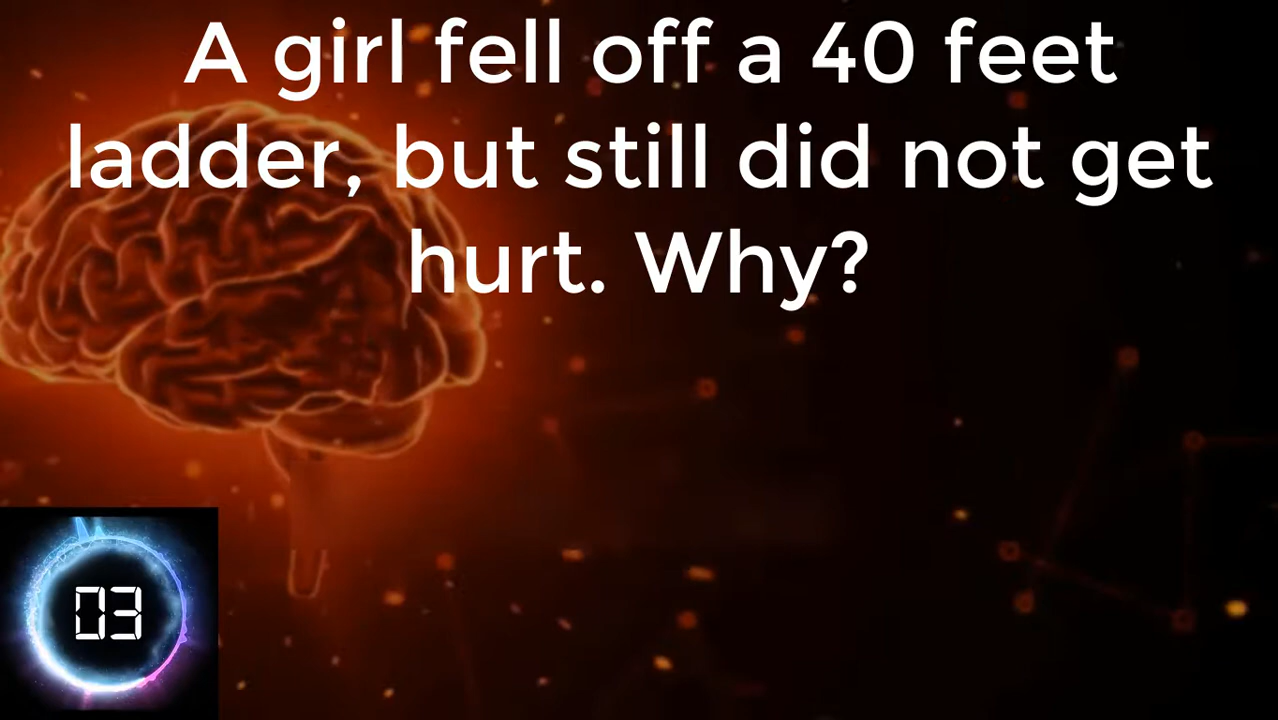 A girl fell off a 40 feet
ladder, but still did not get
hurt. Why?
03